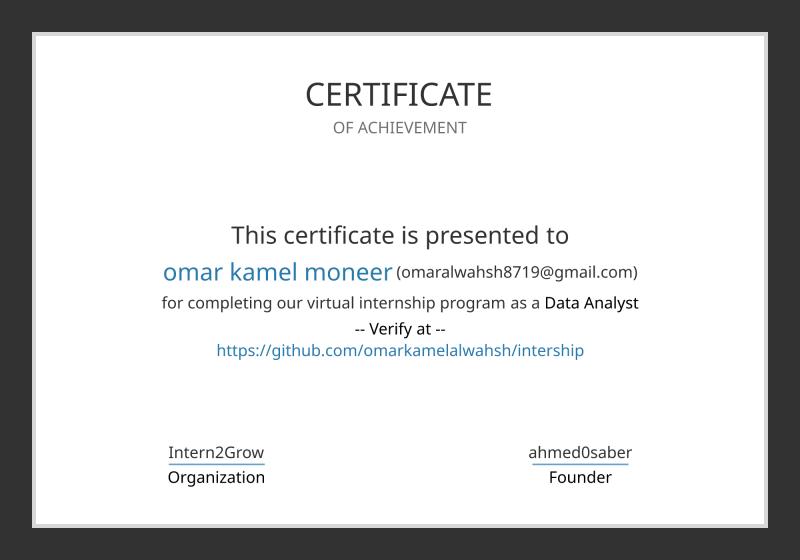 CERTIFICATE
OF ACHIEVEMENT
This certificate is presented to
omar kamel moneer (omaralwahsh8719@gmail.com)
for completing our virtual internship program as a Data Analyst
-- Verify at --
https://github.com/omarkamelalwahsh/intership
Intern2Grow
Organization
ahmed0saber
Founder